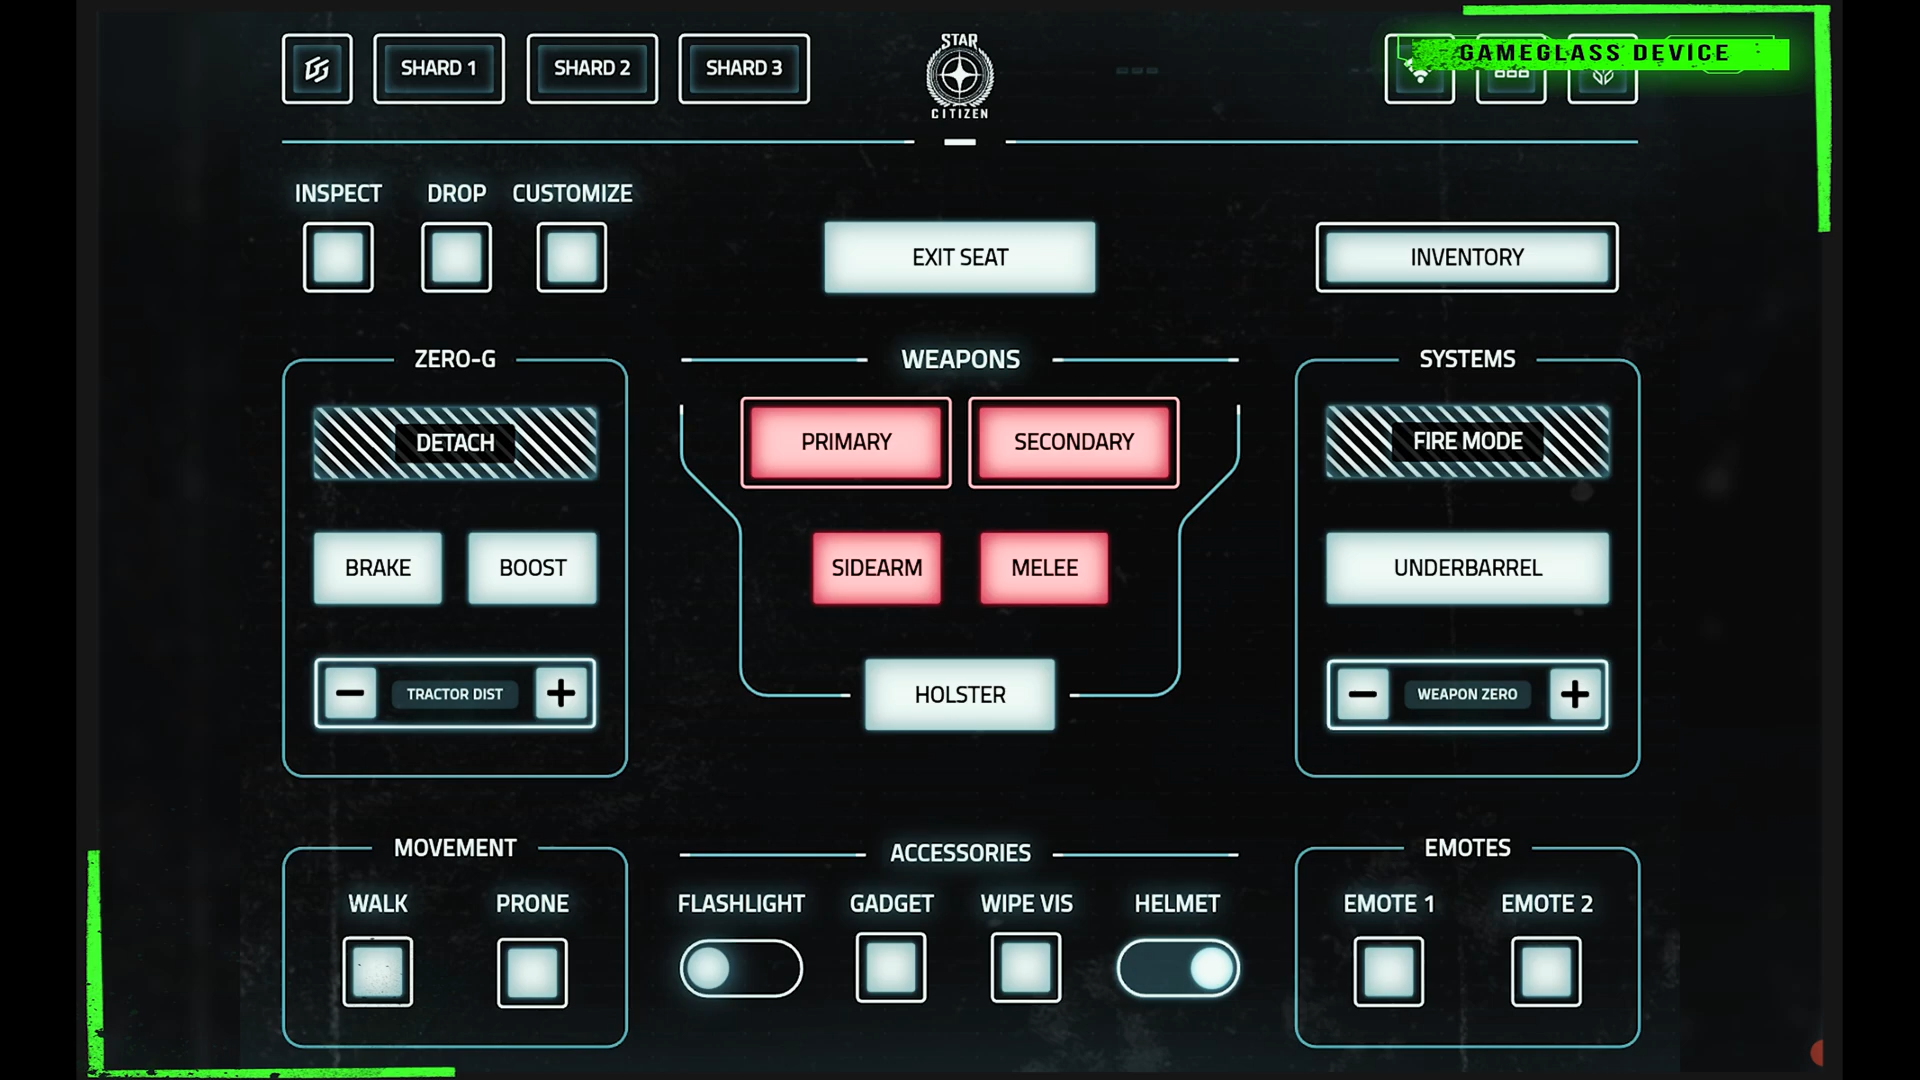 SHARD 1
SHARD 2
SHARD 3
STAR
CITIZEN
GAMEGLASS DEVICE
INSPECT
DROP
CUSTOMIZE
EXIT SEAT
INVENTORY
ZERO-G
DETACH
BRAKE
BOOST
TRACTOR DIST
WEAPONS
PRIMARY
SECONDARY
SIDEARM
MELEE
HOLSTER
SYSTEMS
FIRE MODE
UNDERBARREL
WEAPON ZERO
MOVEMENT
WALK
PRONE
ACCESSORIES
FLASHLIGHT
GADGET
WIPE VIS
HELMET
EMOTES
EMOTE 1
EMOTE 2